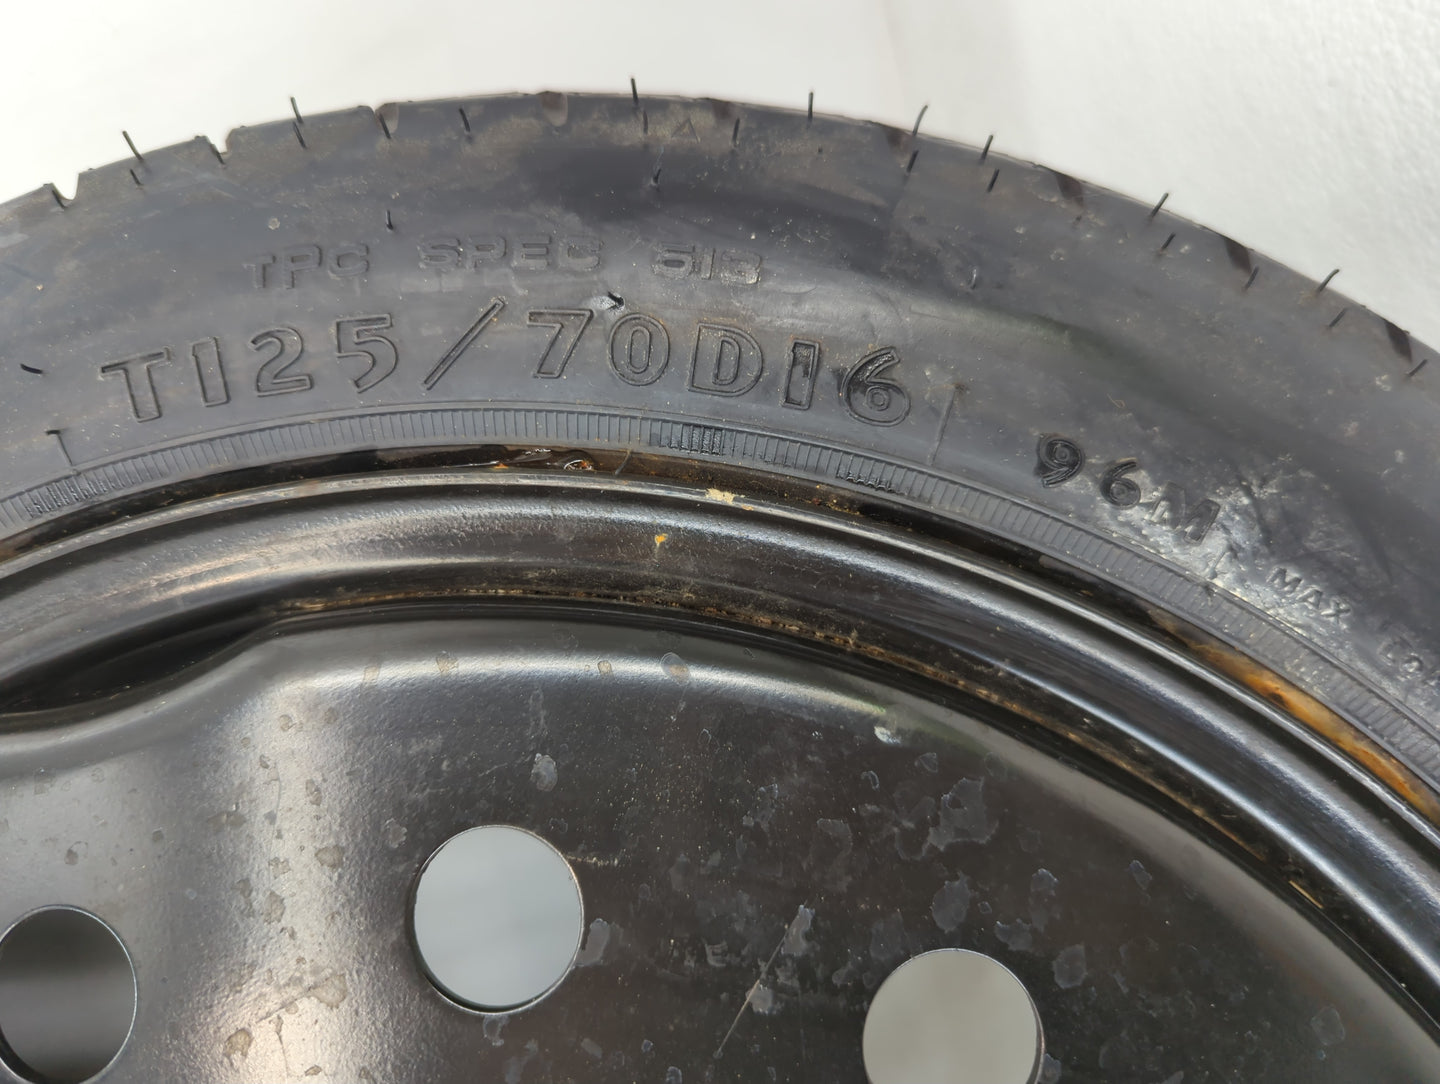 TPC SPEC 513
T125/70D16
96M
MAX